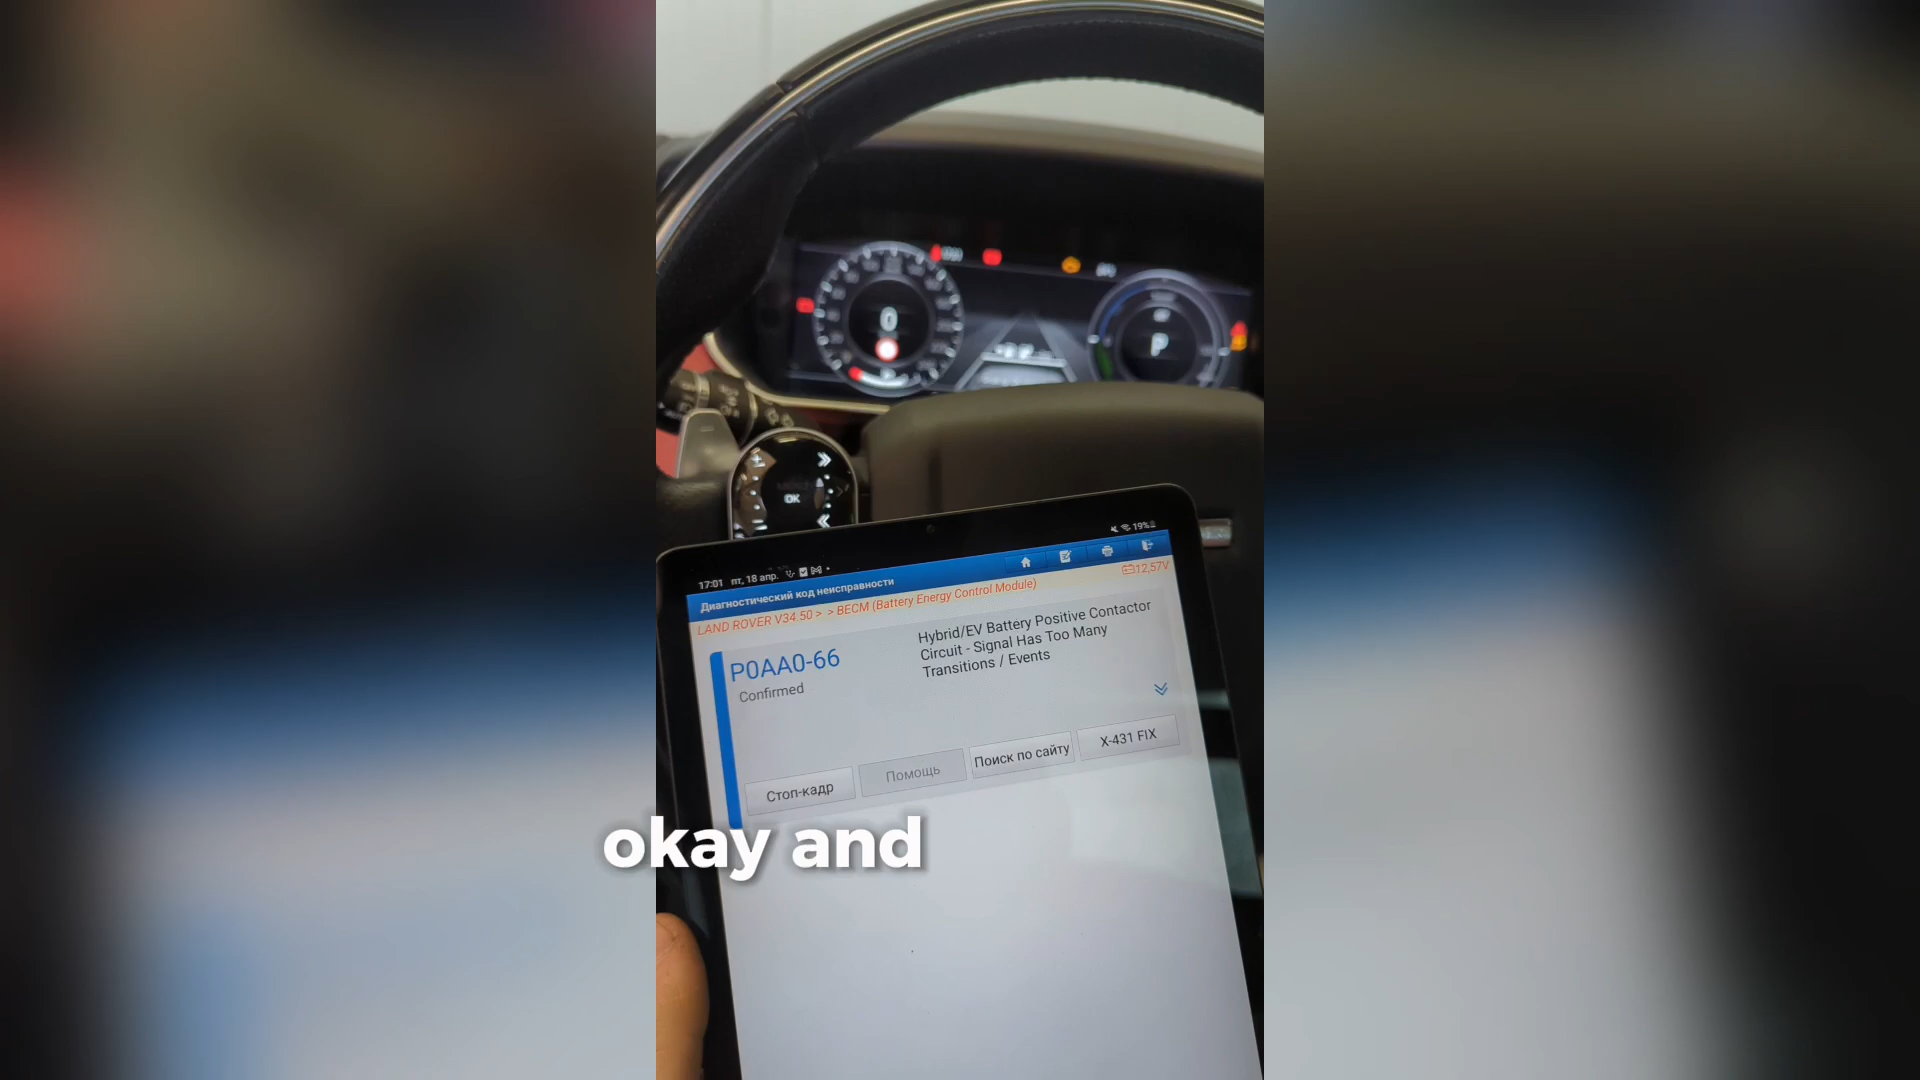 0
P
OK
17:01 пт, 18 апр.
19%
Диагностический код неисправности
LAND ROVER V34.50 > > BECM (Battery Energy Control Module)
12,57V
P0AA0-66
Confirmed
Hybrid/EV Battery Positive Contactor
Circuit - Signal Has Too Many
Transitions / Events
Стоп-кадр
Помощь
Поиск по сайту
X-431 FIX
okay and